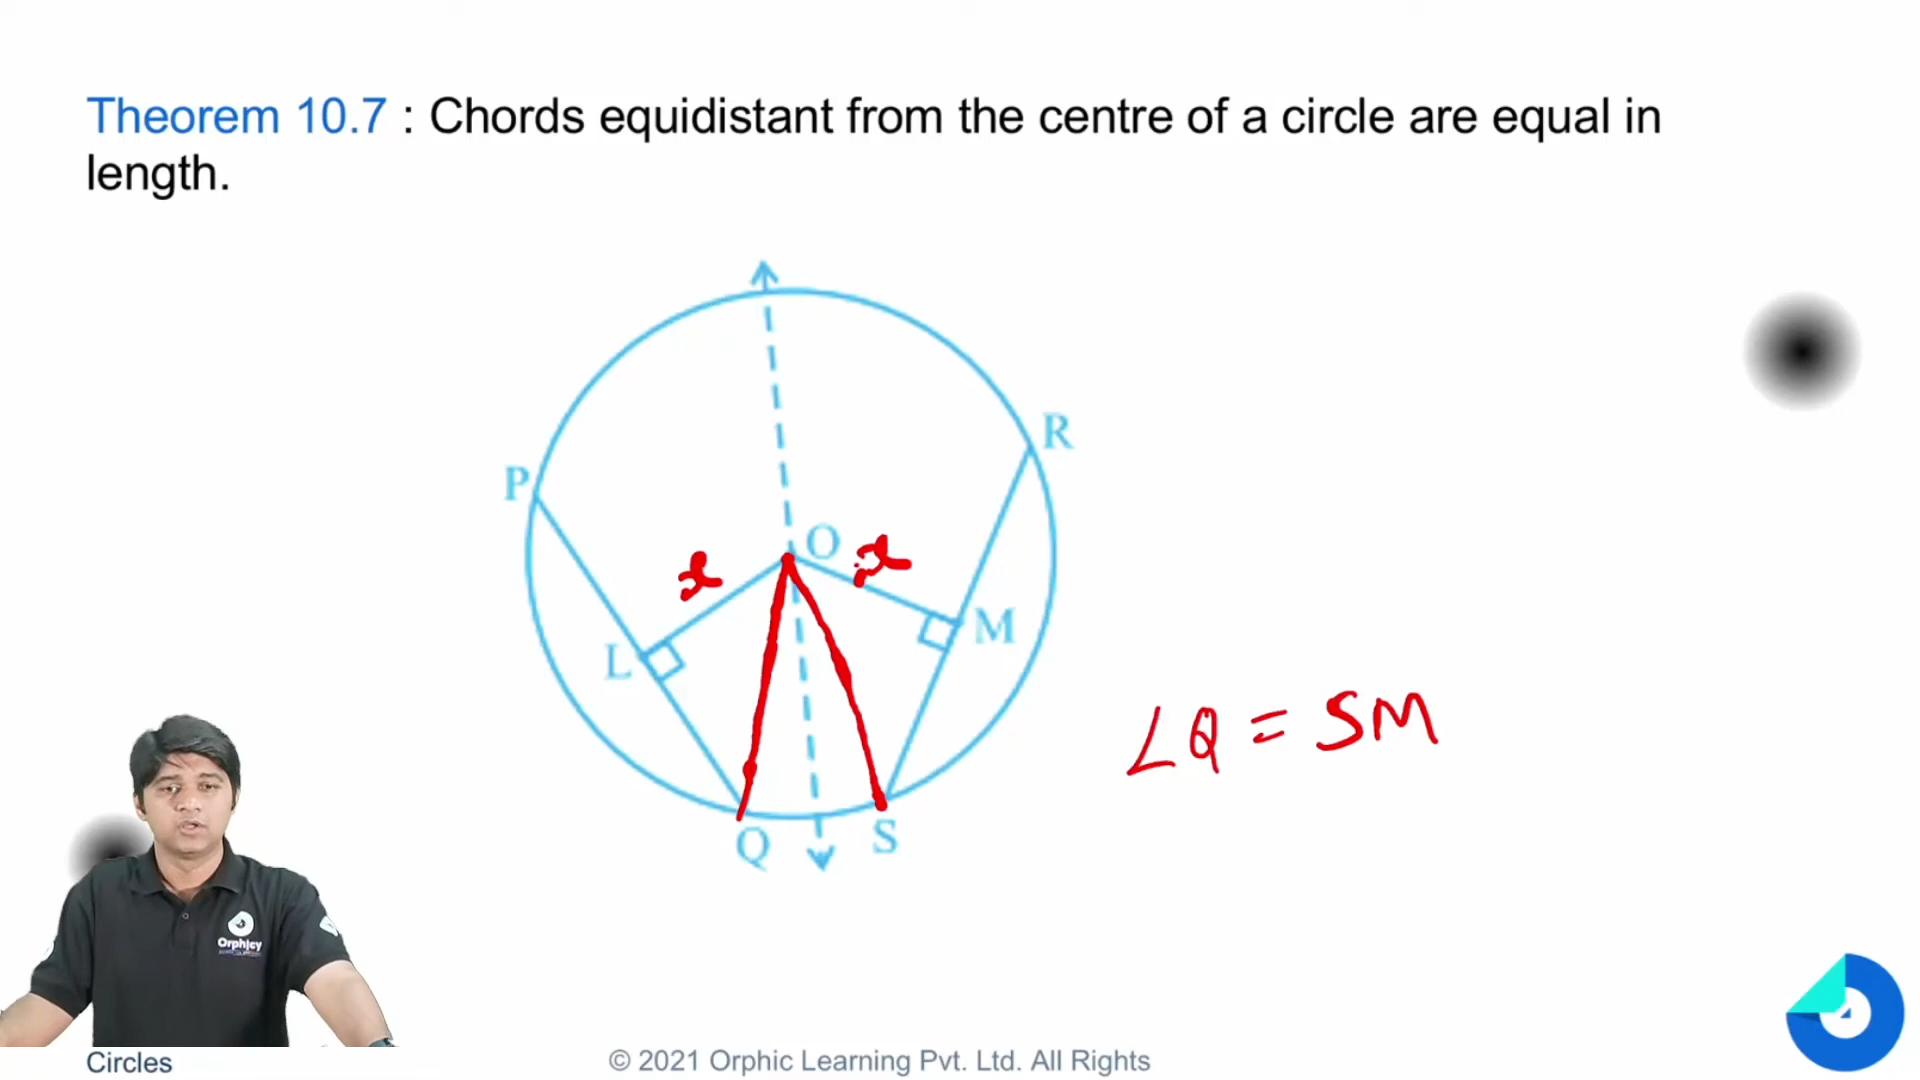 Theorem 10.7 : Chords equidistant from the centre of a circle are equal in
length.
R
P
O
x
x
M
L
LQ = SM
Q
S
Orphicy
Circles
© 2021 Orphic Learning Pvt. Ltd. All Rights